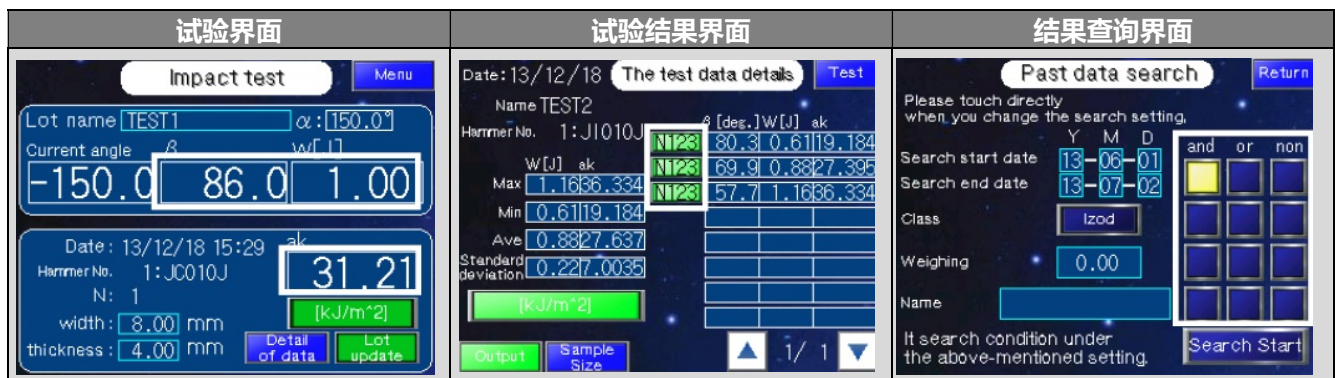 试验界面
试验结果界面
结果查询界面
Impact test
Menu
Lot name TEST1 α:150.0°
Current angle β W[J]
-150.0 86.0 1.00
Date: 13/12/18 15:29 ak
Hammer No. 1:JC010J 31.21
N: 1
[kJ/m^2]
width: 8.00 mm
thickness: 4.00 mm
Detail of data
Lot update
Date:13/12/18 The test data details Test
Name TEST2
Hammer No. 1:JI010J
β [deg.] W[J] ak
N123 80.3 0.61 19.184
N123 69.9 0.88 27.395
N123 57.7 1.16 36.334
W[J] ak
Max 1.16 36.334
Min 0.61 19.184
Ave 0.88 27.637
Standard deviation 0.22 7.0035
[kJ/m^2]
Output
Sample Size
1/ 1
Past data search
Return
Please touch directly
when you change the search setting.
Y M D
Search start date 13-06-01
Search end date 13-07-02
and or non
Class Izod
Weighing 0.00
Name
It search condition under
the above-mentioned setting.
Search Start